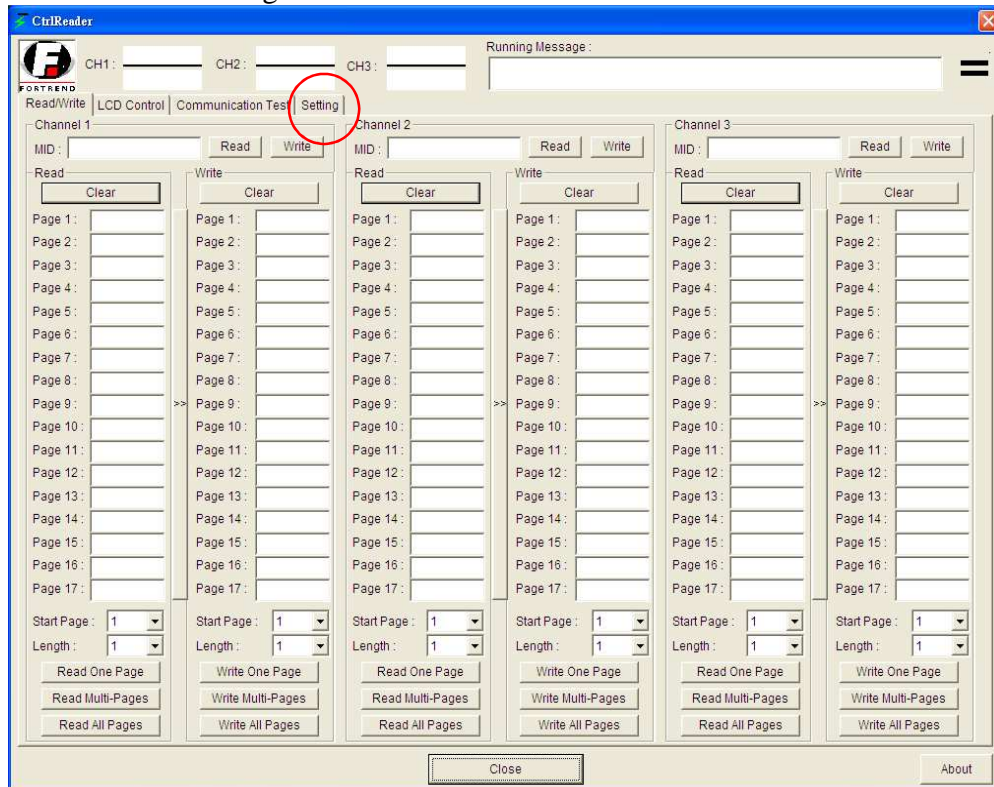 CtrlReader
FORTREND CH1 : CH2 : CH3 : Running Message :
Read/Write LCD Control Communication Test Setting
Channel 1 Channel 2 Channel 3
MID : Read Write MID : Read Write MID : Read Write
Read Write Read Write Read Write
Clear Clear Clear Clear Clear Clear
Page 1 : Page 1 : Page 1 : Page 1 : Page 1 : Page 1 :
Page 2 : Page 2 : Page 2 : Page 2 : Page 2 : Page 2 :
Page 3 : Page 3 : Page 3 : Page 3 : Page 3 : Page 3 :
Page 4 : Page 4 : Page 4 : Page 4 : Page 4 : Page 4 :
Page 5 : Page 5 : Page 5 : Page 5 : Page 5 : Page 5 :
Page 6 : Page 6 : Page 6 : Page 6 : Page 6 : Page 6 :
Page 7 : Page 7 : Page 7 : Page 7 : Page 7 : Page 7 :
Page 8 : Page 8 : Page 8 : Page 8 : Page 8 : Page 8 :
Page 9 : >> Page 9 : Page 9 : >> Page 9 : Page 9 : >> Page 9 :
Page 10 : Page 10 : Page 10 : Page 10 : Page 10 : Page 10 :
Page 11 : Page 11 : Page 11 : Page 11 : Page 11 : Page 11 :
Page 12 : Page 12 : Page 12 : Page 12 : Page 12 : Page 12 :
Page 13 : Page 13 : Page 13 : Page 13 : Page 13 : Page 13 :
Page 14 : Page 14 : Page 14 : Page 14 : Page 14 : Page 14 :
Page 15 : Page 15 : Page 15 : Page 15 : Page 15 : Page 15 :
Page 16 : Page 16 : Page 16 : Page 16 : Page 16 : Page 16 :
Page 17 : Page 17 : Page 17 : Page 17 : Page 17 : Page 17 :
Start Page : 1 Start Page : 1 Start Page : 1 Start Page : 1 Start Page : 1 Start Page : 1
Length : 1 Length : 1 Length : 1 Length : 1 Length : 1 Length : 1
Read One Page Write One Page Read One Page Write One Page Read One Page Write One Page
Read Multi-Pages Write Multi-Pages Read Multi-Pages Write Multi-Pages Read Multi-Pages Write Multi-Pages
Read All Pages Write All Pages Read All Pages Write All Pages Read All Pages Write All Pages
Close About